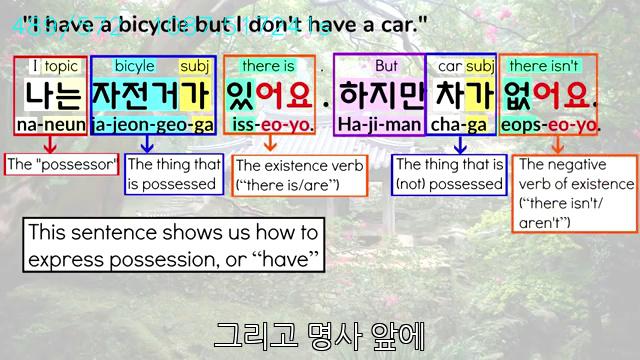 "I have a bicycle but I don't have a car."
I topic bicyle subj there is . But car subj there isn't
나는 자전거가 있어요. 하지만 차가 없어요.
na-neun ja-jeon-geo-ga iss-eo-yo. Ha-ji-man cha-ga eops-eo-yo.
The "possessor"
The thing that
is possessed
The existence verb
(“there is/are”)
The thing that is
(not) possessed
The negative
verb of existence
(“there isn't/
aren't”)
This sentence shows us how to
express possession, or “have”
그리고 명사 앞에